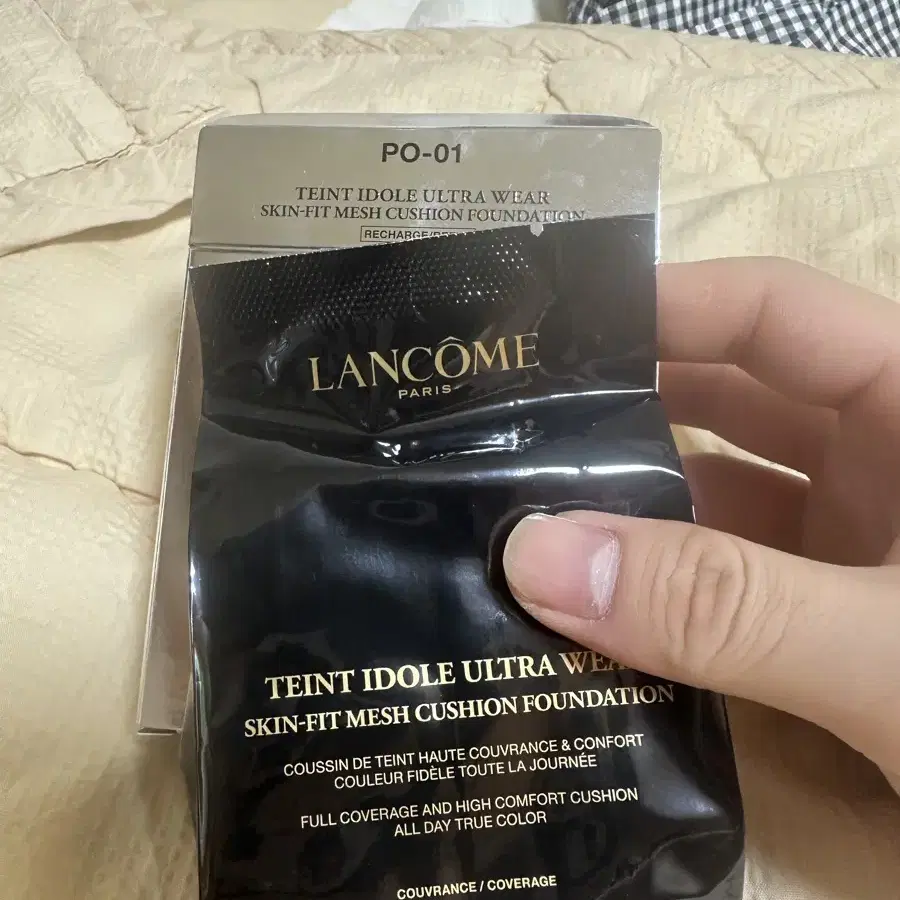 PO-01
TEINT IDOLE ULTRA WEAR
SKIN-FIT MESH CUSHION FOUNDATION
RECHARGE
LANCÔME
PARIS
TEINT IDOLE ULTRA WEA
SKIN-FIT MESH CUSHION FOUNDATION
COUSSIN DE TEINT HAUTE COUVRANCE & CONFORT
COULEUR FIDÈLE TOUTE LA JOURNÉE
FULL COVERAGE AND HIGH COMFORT CUSHION
ALL DAY TRUE COLOR
COUVRANCE / COVERAGE